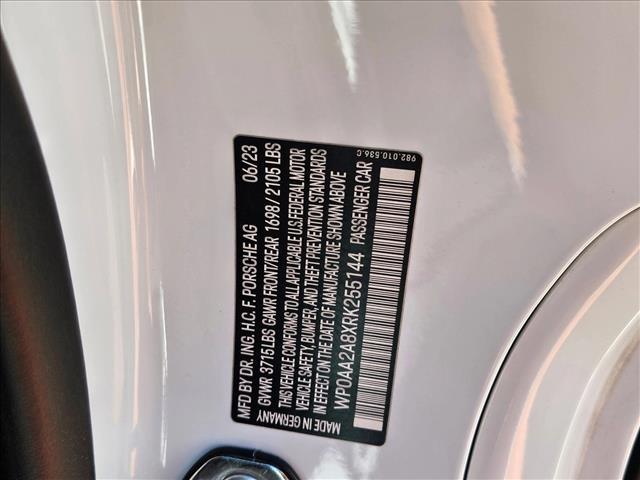 MFD BY DR. ING. H.C. F. PORSCHE AG 06/23
GVWR 3715 LBS GAWR FRONT/REAR 1698 / 2105 LBS
THIS VEHICLE CONFORMS TO ALL APPLICABLE U.S. FEDERAL MOTOR
VEHICLE SAFETY, BUMPER, AND THEFT PREVENTION STANDARDS
IN EFFECT ON THE DATE OF MANUFACTURE SHOWN ABOVE
WP0AA2A8XRK255144 PASSENGER CAR
MADE IN GERMANY
982.010.536.C